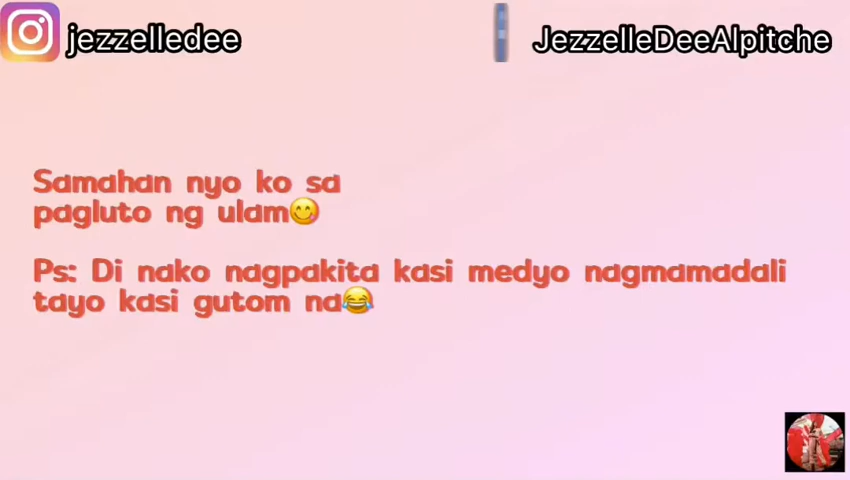 jezzelledee
JezzelleDeeAlpitche
Samahan nyo ko sa
pagluto ng ulam😋
Ps: Di nako nagpakita kasi medyo nagmamadali
tayo kasi gutom na😂